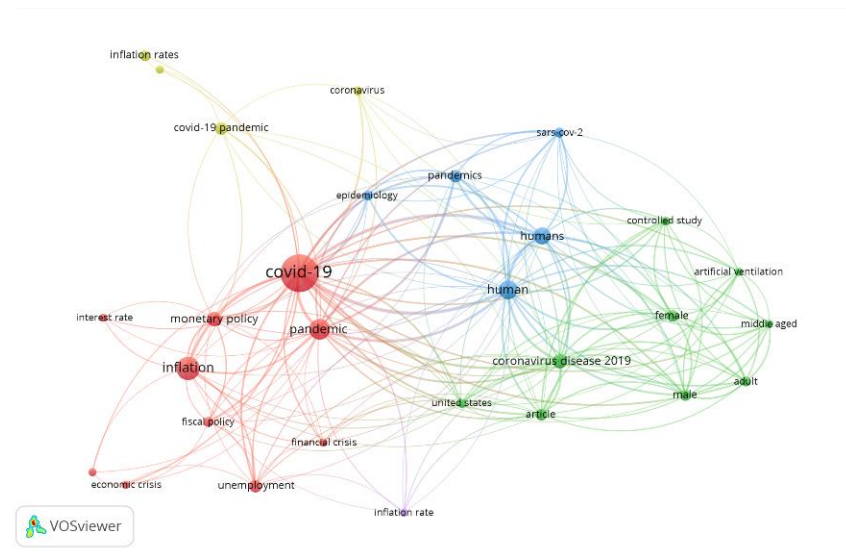 inflation rates
coronavirus
covid-19 pandemic
sars-cov-2
pandemics
epidemiology
controlled study
humans
covid-19
artificial ventilation
human
interest rate
monetary policy
pandemic
female
middle aged
inflation
coronavirus disease 2019
adult
male
united states
article
fiscal policy
financial crisis
economic crisis
unemployment
inflation rate
VOSviewer